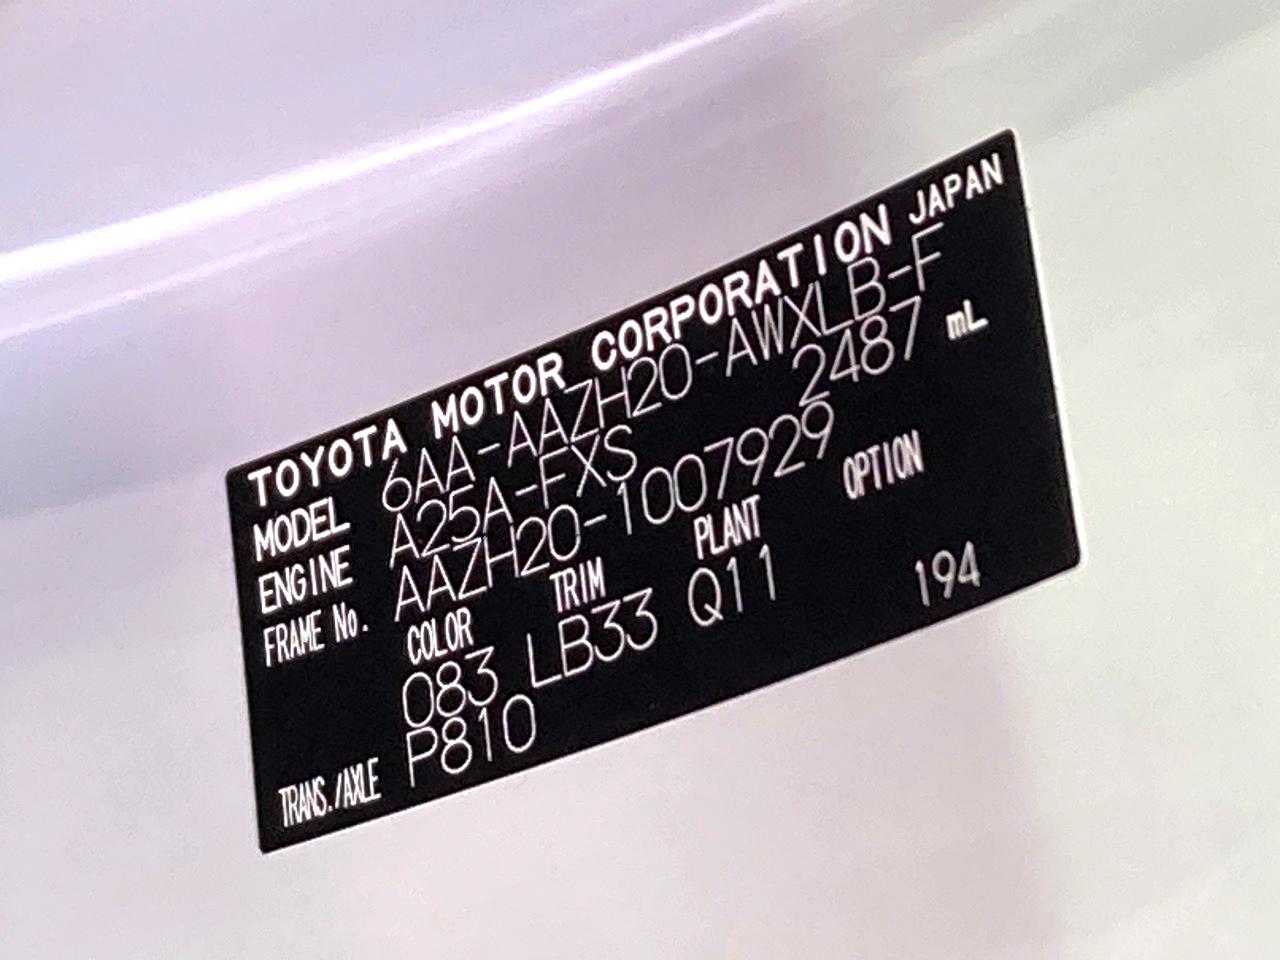 TOYOTA MOTOR CORPORATION JAPAN
MODEL 6AA-AAZH20-AWXLB-F
ENGINE A25A-FXS 2487 mL
FRAME No. AAZH20-1007929
COLOR TRIM PLANT OPTION
083 LB33 Q11 194
TRANS./AXLE P810